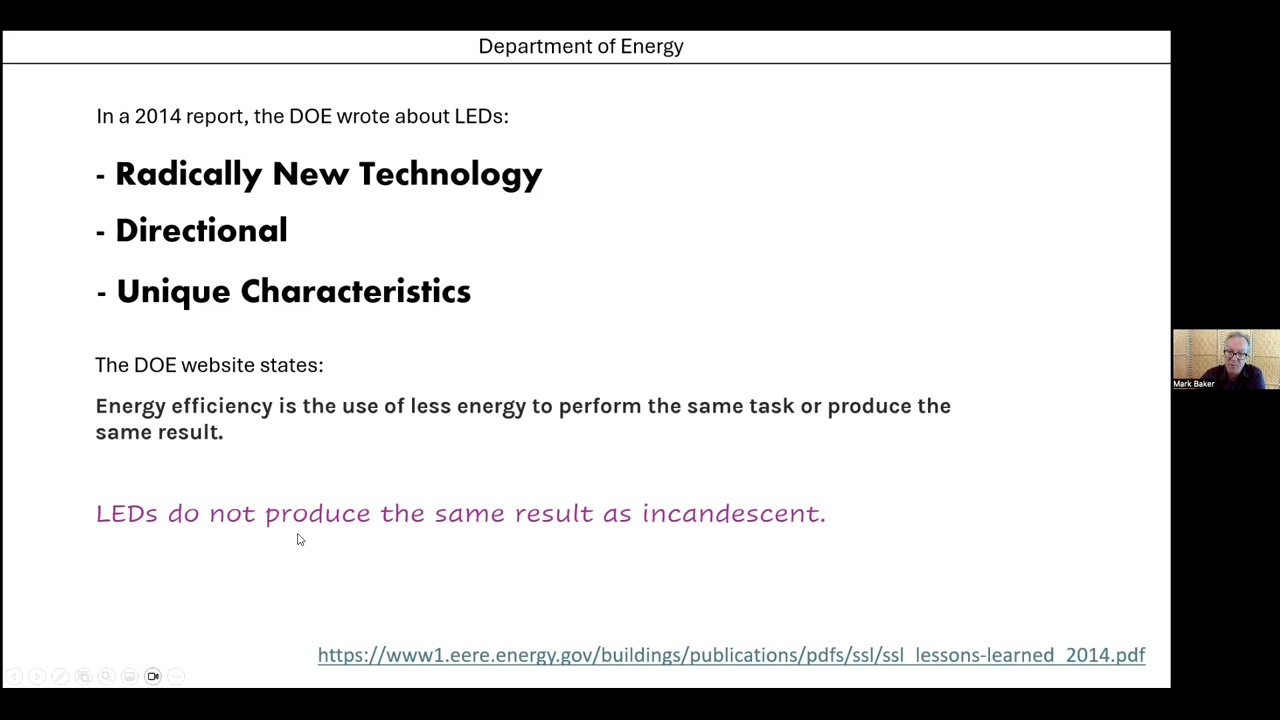 Department of Energy
In a 2014 report, the DOE wrote about LEDs:
- Radically New Technology
- Directional
- Unique Characteristics
The DOE website states:
Energy efficiency is the use of less energy to perform the same task or produce the
same result.
LEDs do not produce the same result as incandescent.
https://www1.eere.energy.gov/buildings/publications/pdfs/ssl/ssl_lessons-learned_2014.pdf
Mark Baker